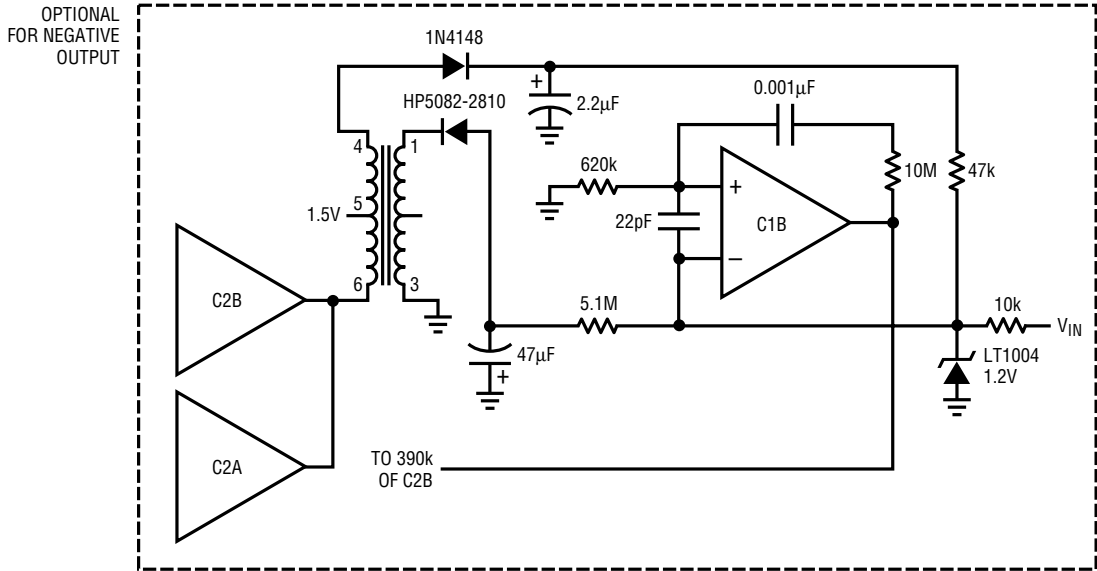 OPTIONAL
FOR NEGATIVE
OUTPUT
1N4148
+
2.2µF
HP5082-2810
0.001µF
4
1
620k
+
10M
47k
5
1.5V
22pF
C1B
–
6
3
C2B
5.1M
10k
VIN
47µF
+
LT1004
1.2V
C2A
TO 390k
OF C2B